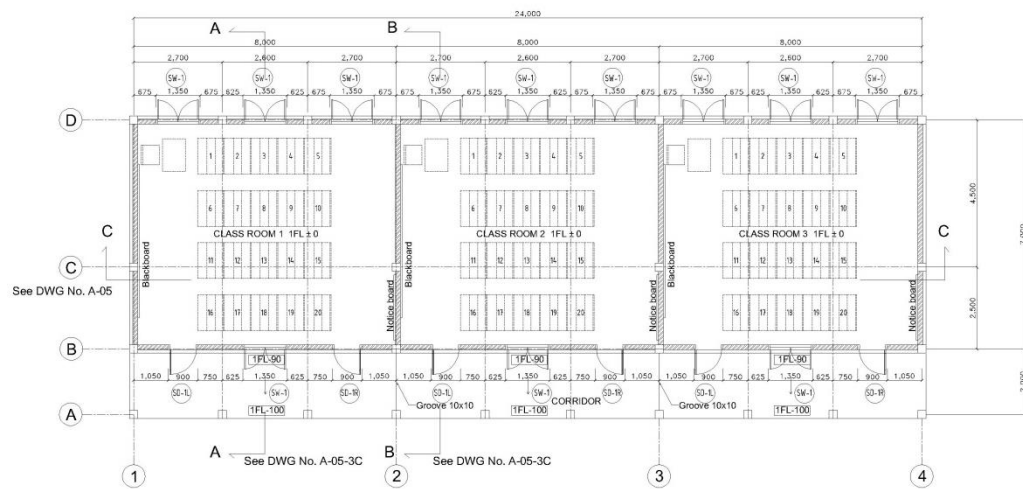 24,000
A B
8,000 8,000 8,000
2,700 2,600 2,700 2,700 2,600 2,700 2,700 2,600 2,700
SW-1 SW-1 SW-1 SW-1 SW-1 SW-1 SW-1 SW-1 SW-1
675 1,350 675 625 1,350 625 675 1,350 675 675 1,350 675 625 1,350 625 675 1,350 675 675 1,350 675 625 1,350 625 675 1,350 675
D
1 2 3 4 5 1 2 3 4 5 1 2 3 4 5
4,500
6 7 8 9 10 6 7 8 9 10 6 7 8 9 10
C CLASS ROOM 1 1FL ± 0 CLASS ROOM 2 1FL ± 0 CLASS ROOM 3 1FL ± 0 C
Blackboard Blackboard Blackboard
11 12 13 14 15 11 12 13 14 15 11 12 13 14 15
C
See DWG No. A-05
Notice board Notice board Notice board
2,500
16 17 18 19 20 16 17 18 19 20 16 17 18 19 20
B
1FL-90 1FL-90 1FL-90
1,050 900 750 625 1,350 625 750 900 1,050 1,050 900 750 625 1,350 625 750 900 1,050 1,050 900 750 625 1,350 625 750 900 1,050
SD-1L SW-1 SD-1R SD-1L SW-1 SD-1R SD-1L SW-1 SD-1R
Groove 10x10 CORRIDOR Groove 10x10
A
1FL-100 1FL-100 1FL-100
A B
See DWG No. A-05-3C See DWG No. A-05-3C
1 2 3 4